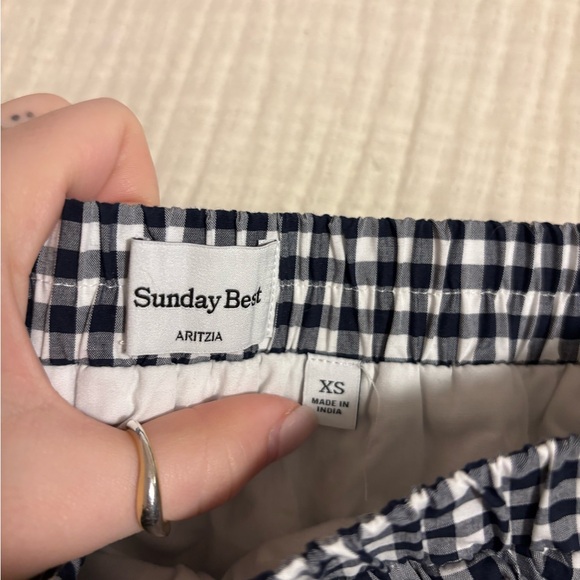 Sunday Best
ARITZIA
XS
MADE IN
INDIA